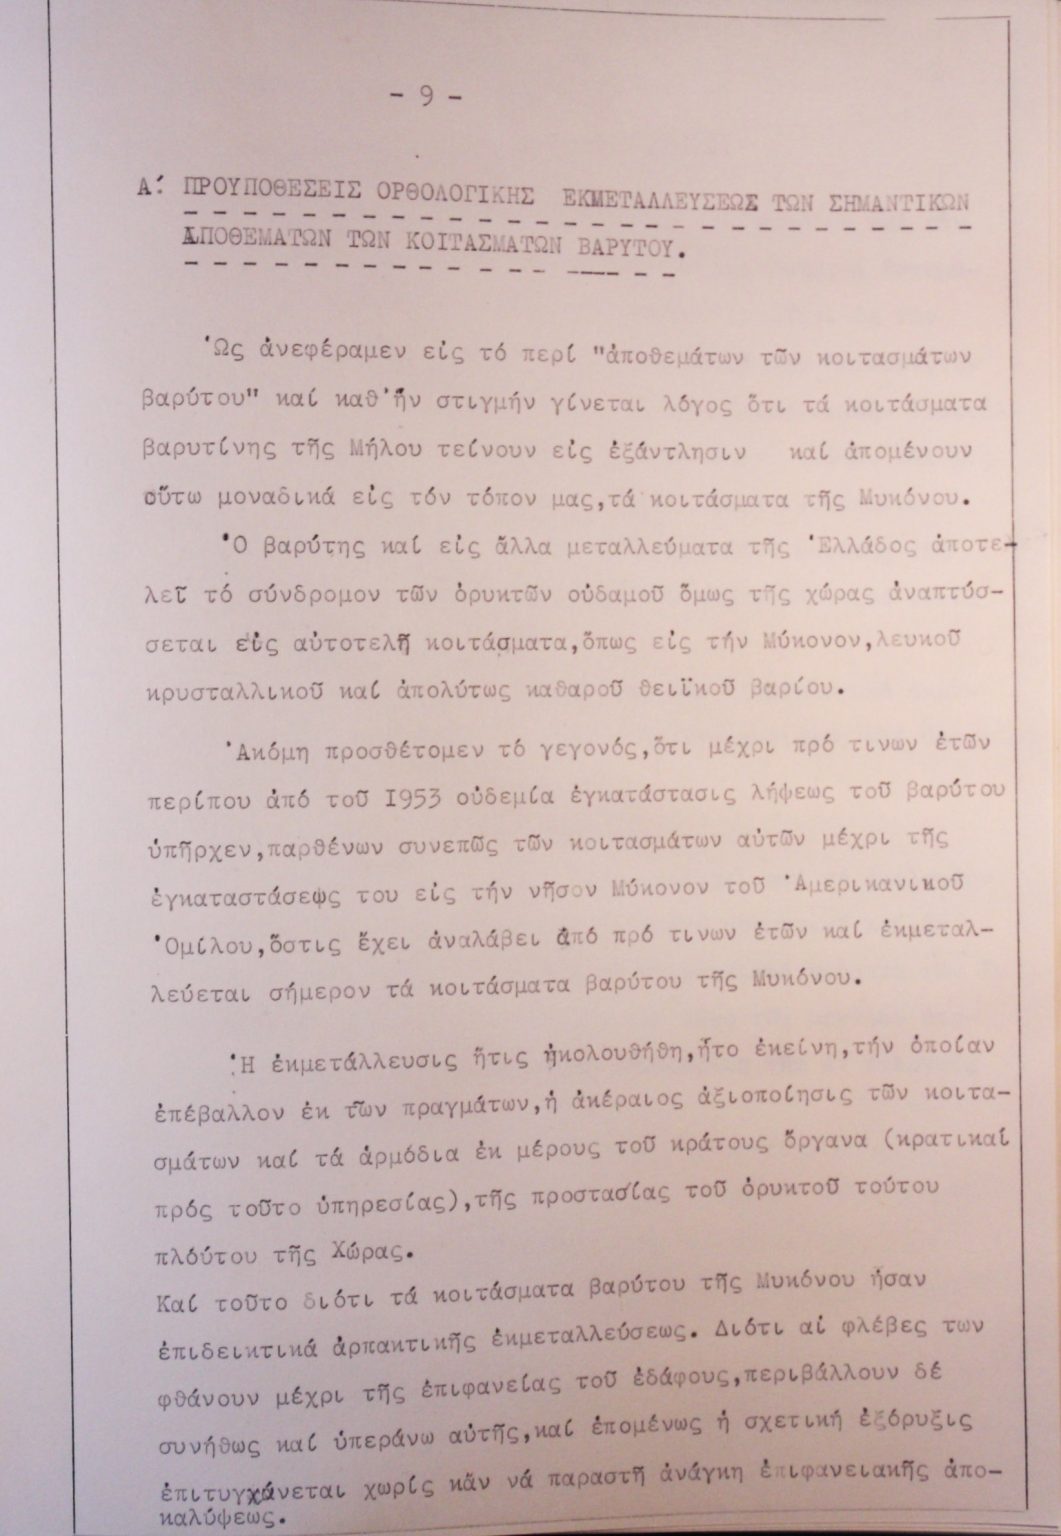 - 9 -
Α΄. ΠΡΟΥΠΟΘΕΣΕΙΣ ΟΡΘΟΛΟΓΙΚΗΣ ΕΚΜΕΤΑΛΛΕΥΣΕΩΣ ΤΩΝ ΣΗΜΑΝΤΙΚΩΝ
ΑΠΟΘΕΜΑΤΩΝ ΤΩΝ ΚΟΙΤΑΣΜΑΤΩΝ ΒΑΡΥΤΟΥ.
Ὡς ἀνεφέραμεν εἰς τό περί "ἀποθεμάτων τῶν κοιτασμάτων
βαρύτου" καί καθ'ἥν στιγμήν γίνεται λόγος ὅτι τά κοιτάσματα
βαρυτίνης τῆς Μήλου τείνουν εἰς ἐξάντλησιν καί ἀπομένουν
οὕτω μοναδικά εἰς τόν τόπον μας,τά κοιτάσματα τῆς Μυκόνου.
Ὁ βαρύτης καί εἰς ἄλλα μεταλλεύματα τῆς Ἑλλάδος ἀποτε-
λεῖ τό σύνδρομον τῶν ὁρυκτῶν οὐδαμοῦ ὅμως τῆς χώρας ἀναπτύσ-
σεται εἰς αὐτοτελῆ κοιτάσματα,ὅπως εἰς τήν Μύκονον,λευκοῦ
κρυσταλλικοῦ καί ἀπολύτως καθαροῦ θειϊκοῦ βαρίου.
Ἀκόμη προσθέτομεν τό γεγονός,ὅτι μέχρι πρό τινων ἐτῶν
περίπου ἀπό τοῦ 1953 οὐδεμία ἐγκατάστασις λήψεως τοῦ βαρύτου
ὑπῆρχεν,παρθένων συνεπῶς τῶν κοιτασμάτων αὐτῶν μέχρι τῆς
ἐγκαταστάσεως του εἰς τήν νῆσον Μύκονον τοῦ Ἀμερικανικοῦ
Ὁμίλου,ὅστις ἔχει ἀναλάβει ἀπό πρό τινων ἐτῶν καί ἐκμεταλ-
λεύεται σήμερον τά κοιτάσματα βαρύτου τῆς Μυκόνου.
Ἡ ἐκμετάλλευσις ἥτις ἠκολουθήθη,ἦτο ἐκείνη,τήν ὁποίαν
ἐπέβαλλον ἐκ τῶν πραγμάτων,ἡ ἀκέραιος ἀξιοποίησις τῶν κοιτα-
σμάτων καί τά ἁρμόδια ἐκ μέρους τοῦ κράτους ὄργανα (κρατικαί
πρός τοῦτο ὑπηρεσίας),τῆς προστασίας τοῦ ὁρυκτοῦ τούτου
πλόύτου τῆς Χώρας.
Καί τοῦτο διότι τά κοιτάσματα βαρύτου τῆς Μυκόνου ἦσαν
ἐπιδεικτικά ἁρπακτικῆς ἐκμεταλλεύσεως. Διότι αἱ φλέβες των
φθάνουν μέχρι τῆς ἐπιφανείας τοῦ ἐδάφους,περιβάλλουν δέ
συνήθως καί ὑπεράνω αὐτῆς,καί ἑπομένως ἡ σχετική ἐξόρυξις
ἐπιτυγχάνεται χωρίς κἄν νά παραστῆ ἀνάγκη ἐπιφανειακῆς ἀπο-
καλύψεως.